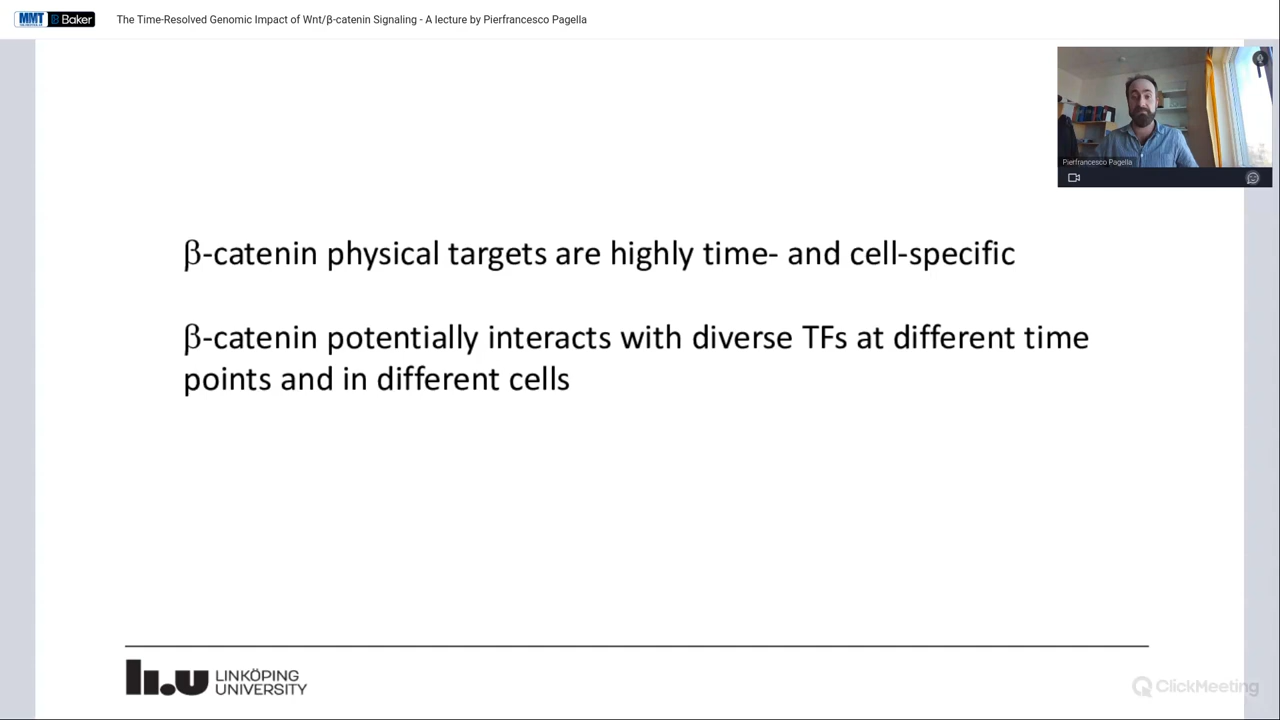 MMT Baker
The Time-Resolved Genomic Impact of Wnt/β-catenin Signaling - A lecture by Pierfrancesco Pagella
Pierfrancesco Pagella
β-catenin physical targets are highly time- and cell-specific
β-catenin potentially interacts with diverse TFs at different time
points and in different cells
li.u LINKÖPING
UNIVERSITY
ClickMeeting